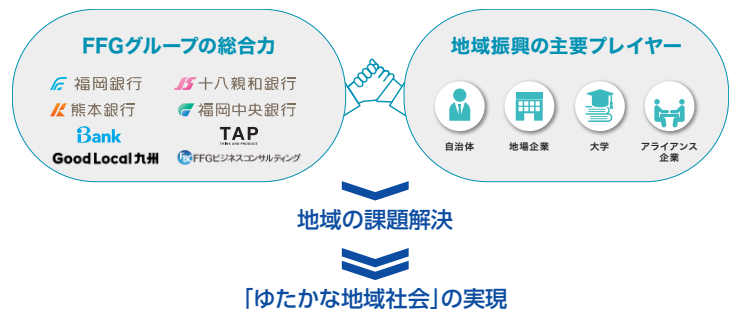 FFGグループの総合力
福岡銀行
十八親和銀行
熊本銀行
福岡中央銀行
iBank
TAP
THINK AND PRODUCE
Good Local 九州
FFGビジネスコンサルティング
地域振興の主要プレイヤー
自治体
地場企業
大学
アライアンス
企業
地域の課題解決
「ゆたかな地域社会」の実現